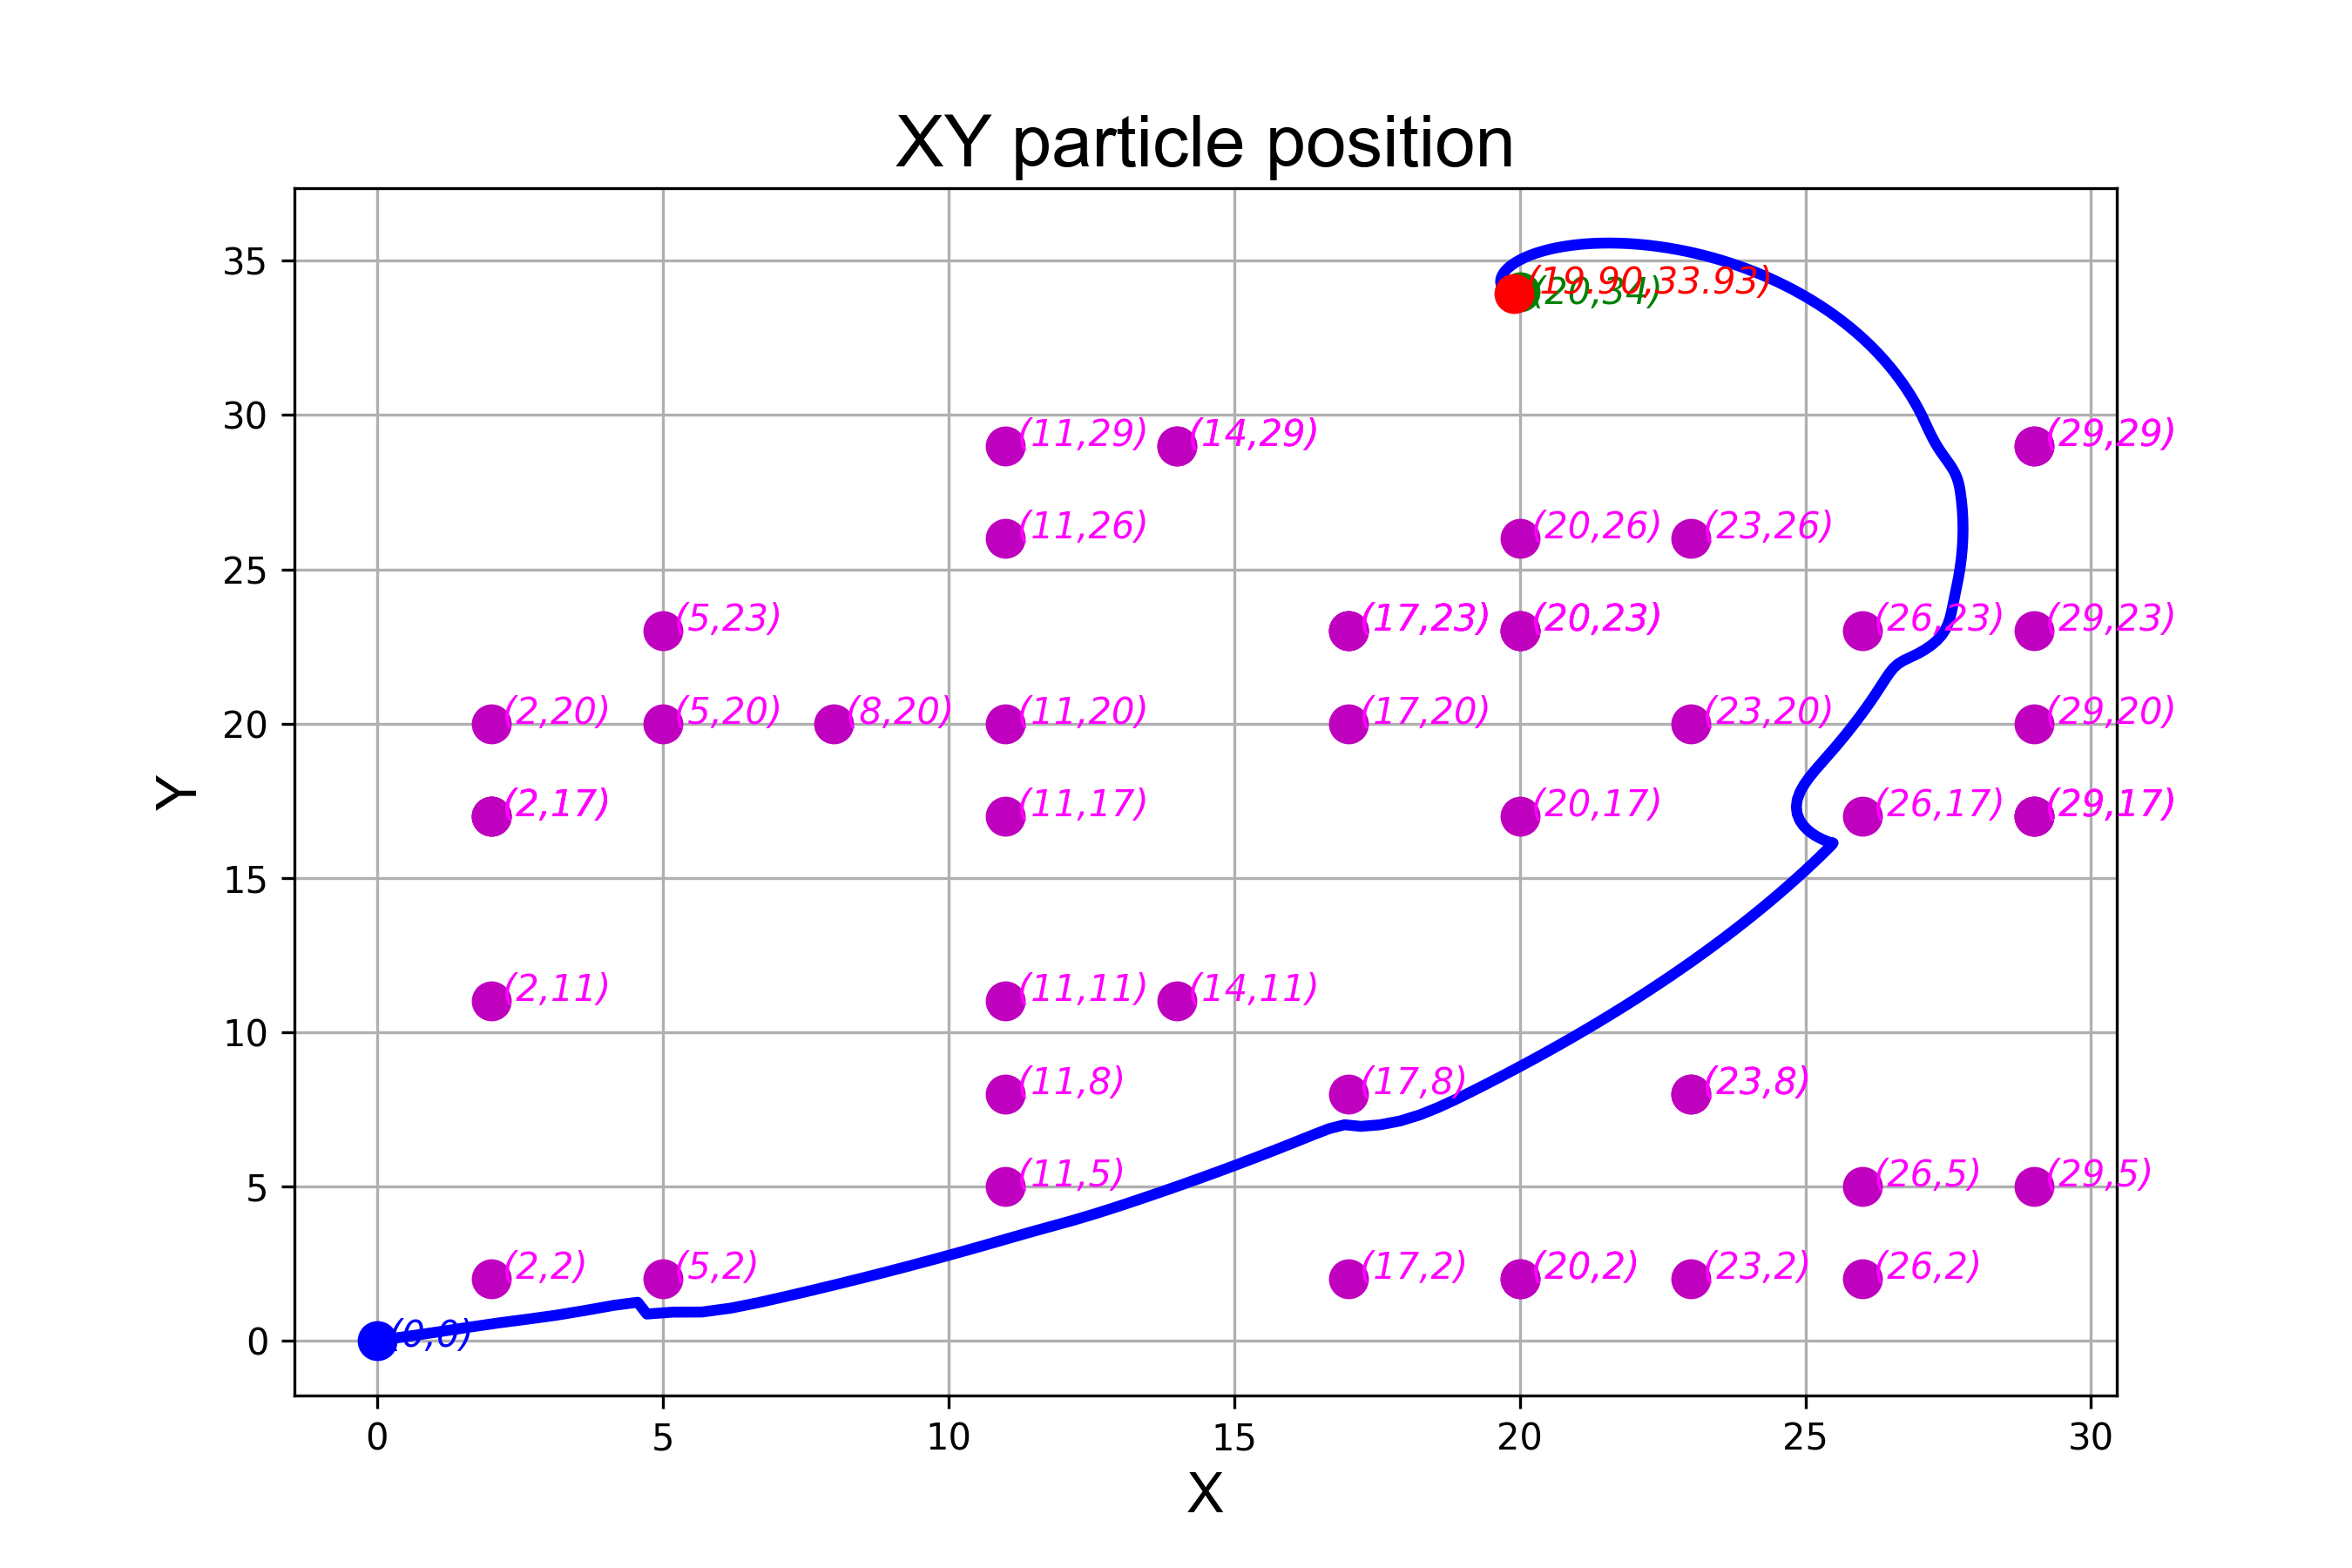 XY particle position
35
(19.90,33.93)
(20,34)
30
(11,29) (14,29) (29,29)
(11,26) (20,26) (23,26)
25
(5,23) (17,23) (20,23) (26,23) (29,23)
20
(2,20) (5,20) (8,20) (11,20) (17,20) (23,20) (29,20)
Y
(2,17) (11,17) (20,17) (26,17) (29,17)
15
(2,11) (11,11) (14,11)
10
(11,8) (17,8) (23,8)
5
(11,5) (26,5) (29,5)
(2,2) (5,2) (17,2) (20,2) (23,2) (26,2)
0
(0,0)
0 5 10 15 20 25 30
X